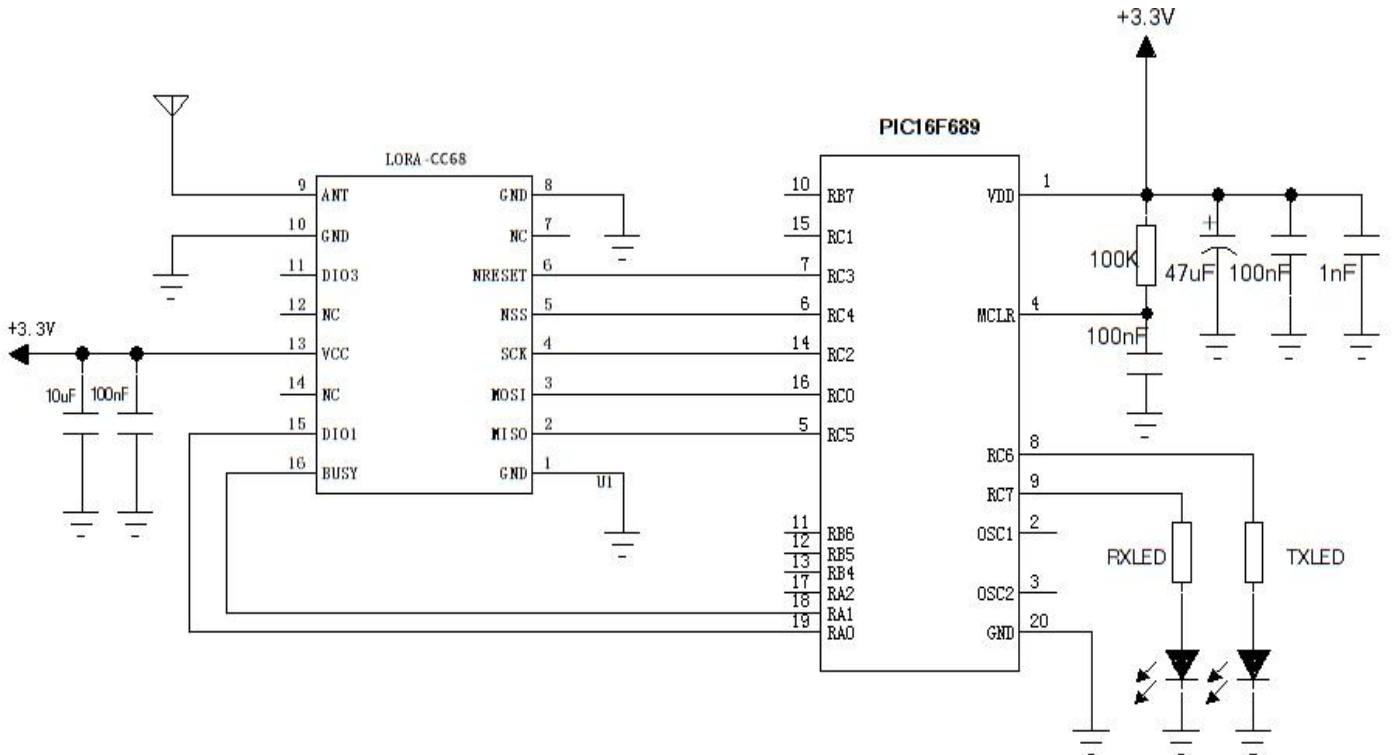 +3.3V
PIC16F689
LORA-CC68
9 ANT GND 8
10 GND NC 7
11 DIO3 NRESET 6
12 NC NSS 5
+3.3V
13 VCC SCK 4
10uF 100nF
14 NC MOSI 3
15 DIO1 MISO 2
16 BUSY GND 1
U1
10 RB7 VDD 1
15 RC1
7 RC3
100K
+
47uF 100nF 1nF
6 RC4 MCLR 4
100nF
14 RC2
16 RC0
5 RC5
RC6 8
RC7 9
11 RB6 OSC1 2
12 RB5
13 RB4
17 RA2 OSC2 3
18 RA1
19 RA0 GND 20
RXLED TXLED